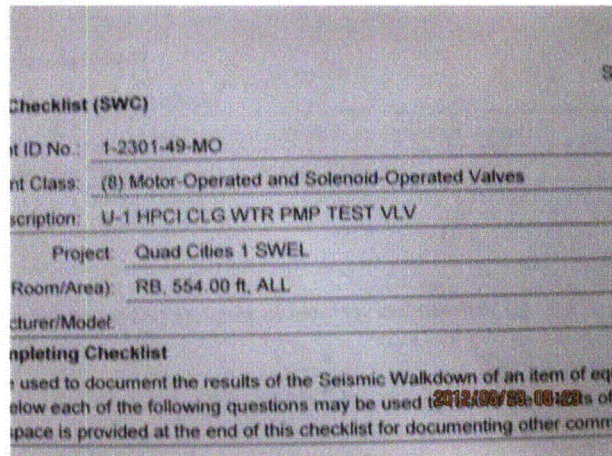 S
Checklist (SWC)
t ID No.: 1-2301-49-MO
nt Class: (8) Motor-Operated and Solenoid-Operated Valves
scription: U-1 HPCI CLG WTR PMP TEST VLV
Project: Quad Cities 1 SWEL
Room/Area): RB, 554.00 ft, ALL
cturer/Model:
mpleting Checklist
used to document the results of the Seismic Walkdown of an item of eq
elow each of the following questions may be used t s of
space is provided at the end of this checklist for documenting other comm